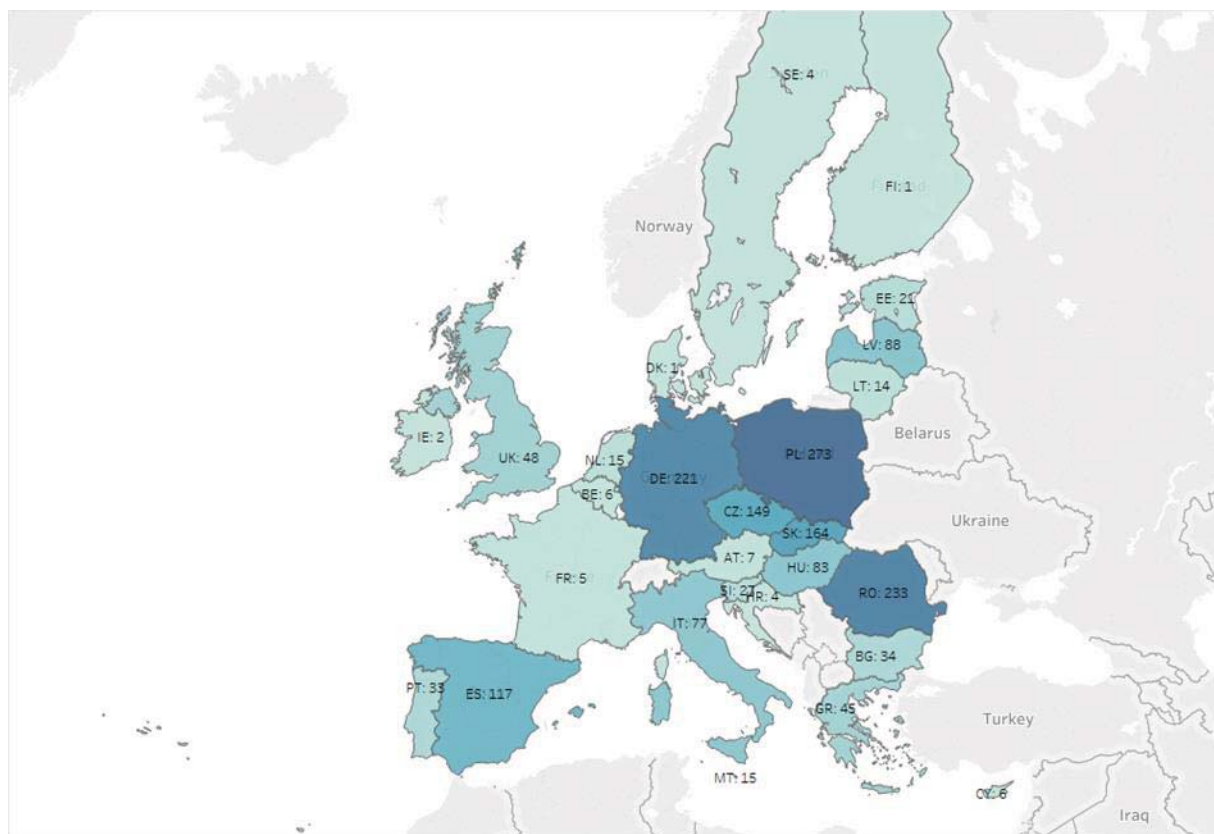 SE: 4
FI: 1
Norway
EE: 21
LV: 88
DK: 1
LT: 14
Belarus
IE: 2
UK: 48
NL: 15
DE: 221
PL: 273
BE: 6
CZ: 149
Ukraine
SK: 164
AT: 7
HU: 83
FR: 5
SI: 27
HR: 4
RO: 233
IT: 77
BG: 34
PT: 33
ES: 117
GR: 45
Turkey
MT: 15
CY: 6
Iraq